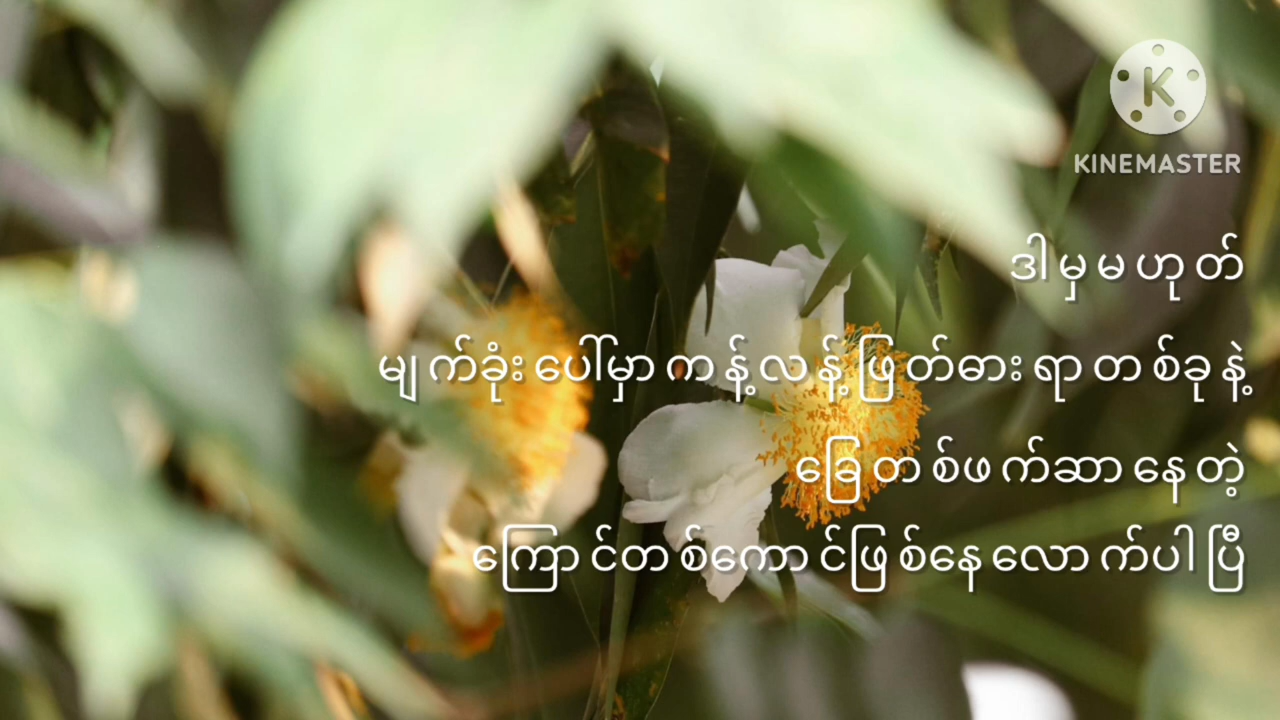 KINEMASTER
ဒါမှမဟုတ်
မျက်ခုံးပေါ်မှာကန့်လန့်ဖြတ်ဓားရာတစ်ခုနဲ့
ခြေတစ်ဖက်ဆာနေတဲ့
ကြောင်တစ်ကောင်ဖြစ်နေလောက်ပါပြီ